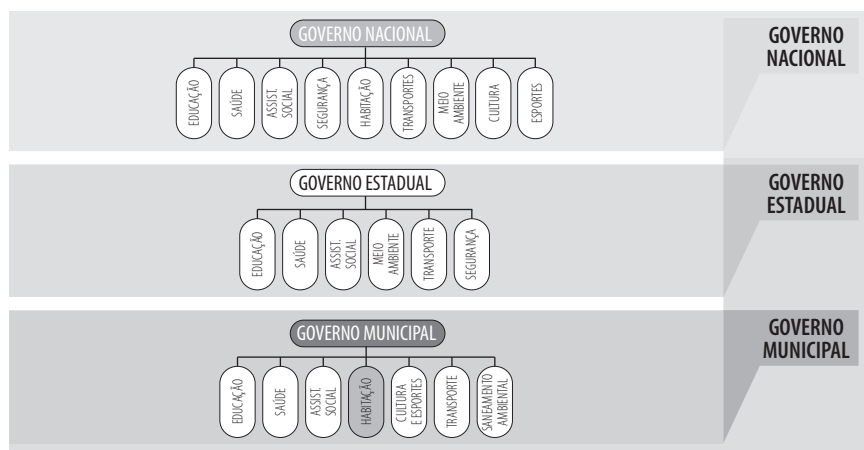 GOVERNO NACIONAL
EDUCAÇÃO
SAÚDE
ASSIST.
SOCIAL
SEGURANÇA
HABITAÇÃO
TRANSPORTES
MEIO
AMBIENTE
CULTURA
ESPORTES
GOVERNO
NACIONAL
GOVERNO ESTADUAL
EDUCAÇÃO
SAÚDE
ASSIST.
SOCIAL
MEIO
AMBIENTE
TRANSPORTE
SEGURANÇA
GOVERNO
ESTADUAL
GOVERNO MUNICIPAL
EDUCAÇÃO
SAÚDE
ASSIST.
SOCIAL
HABITAÇÃO
CULTURA
E ESPORTES
TRANSPORTE
SANEAMENTO
AMBIENTAL
GOVERNO
MUNICIPAL